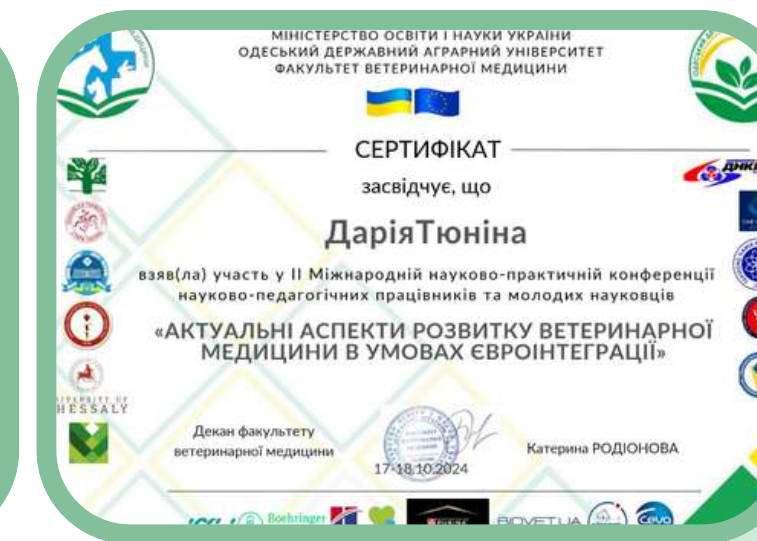 МІНІСТЕРСТВО ОСВІТИ І НАУКИ УКРАЇНИ
ОДЕСЬКИЙ ДЕРЖАВНИЙ АГРАРНИЙ УНІВЕРСИТЕТ
ФАКУЛЬТЕТ ВЕТЕРИНАРНОЇ МЕДИЦИНИ
СЕРТИФІКАТ
засвідчує, що
ДаріяТюніна
взяв(ла) участь у ІІ Міжнародній науково-практичній конференції
науково-педагогічних працівників та молодих науковців
«АКТУАЛЬНІ АСПЕКТИ РОЗВИТКУ ВЕТЕРИНАРНОЇ
МЕДИЦИНИ В УМОВАХ ЄВРОІНТЕГРАЦІЇ»
HESSALY
Декан факультету
ветеринарної медицини
Катерина РОДІОНОВА
17-18.10.2024
Boehringer
BIOVET UA
Ceva